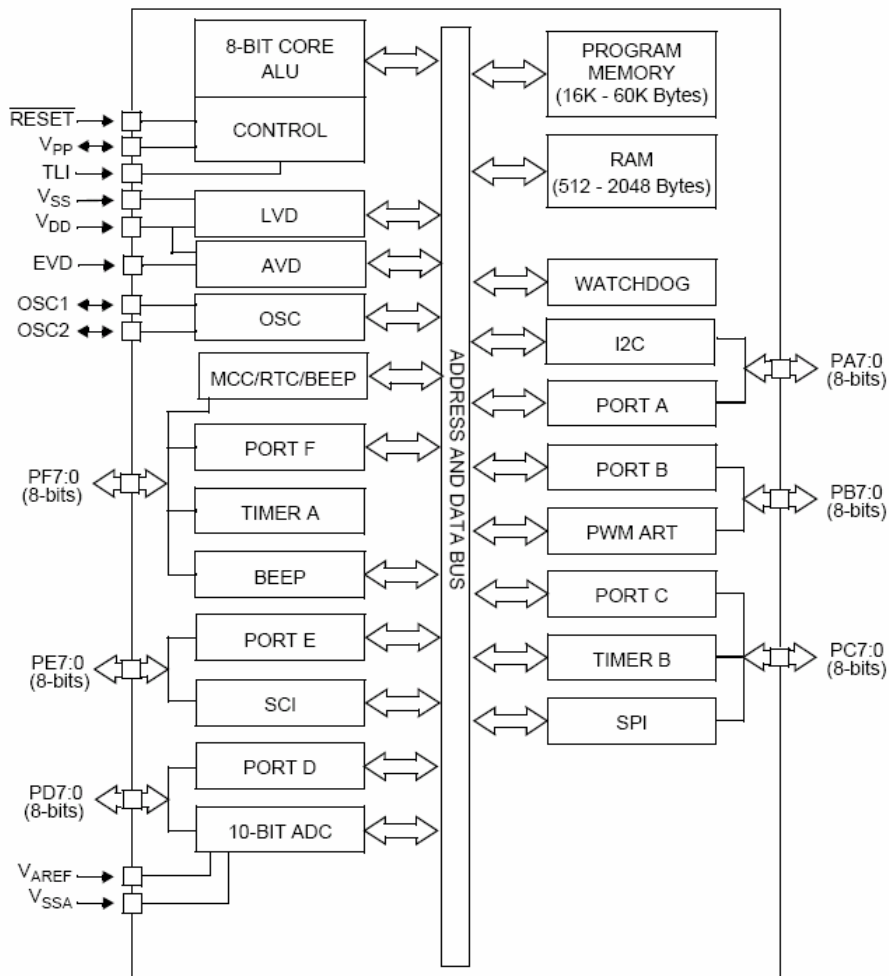 8-BIT CORE
ALU
CONTROL
RESET
VPP
TLI
VSS
VDD
EVD
OSC1
OSC2
LVD
AVD
OSC
MCC/RTC/BEEP
PORT F
TIMER A
BEEP
PF7:0
(8-bits)
PORT E
SCI
PE7:0
(8-bits)
PORT D
10-BIT ADC
PD7:0
(8-bits)
VAREF
VSSA
ADDRESS AND DATA BUS
PROGRAM
MEMORY
(16K - 60K Bytes)
RAM
(512 - 2048 Bytes)
WATCHDOG
I2C
PORT A
PA7:0
(8-bits)
PORT B
PWM ART
PB7:0
(8-bits)
PORT C
TIMER B
SPI
PC7:0
(8-bits)